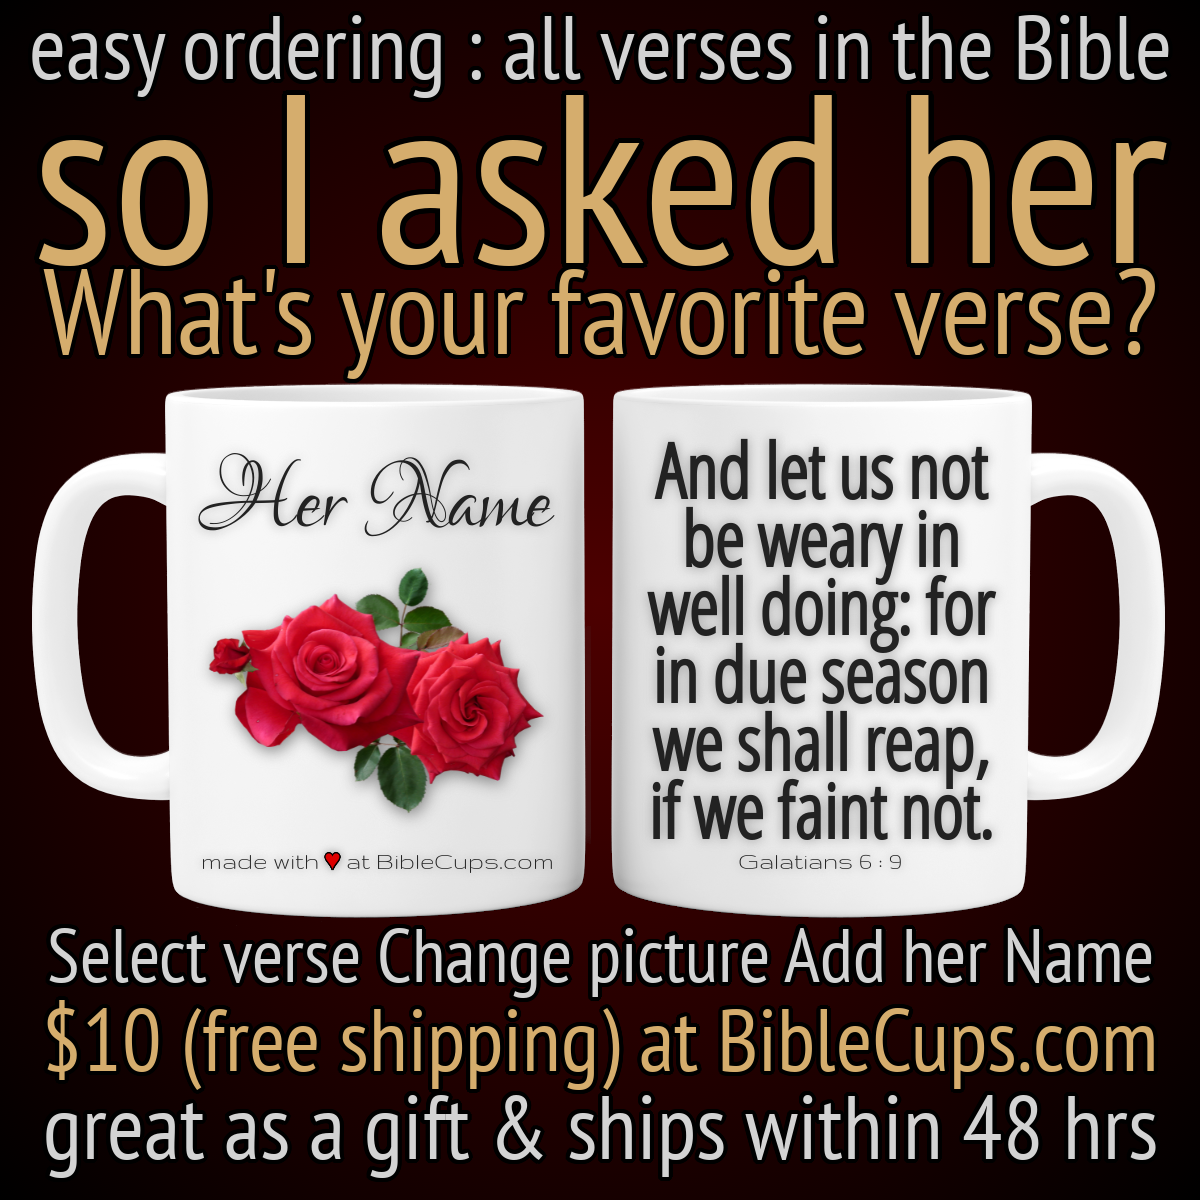 easy ordering : all verses in the Bible
so I asked her
What's your favorite verse?
Her Name
made with ♥ at BibleCups.com
And let us not
be weary in
well doing: for
in due season
we shall reap,
if we faint not.
Galatians 6 : 9
Select verse Change picture Add her Name
$10 (free shipping) at BibleCups.com
great as a gift & ships within 48 hrs